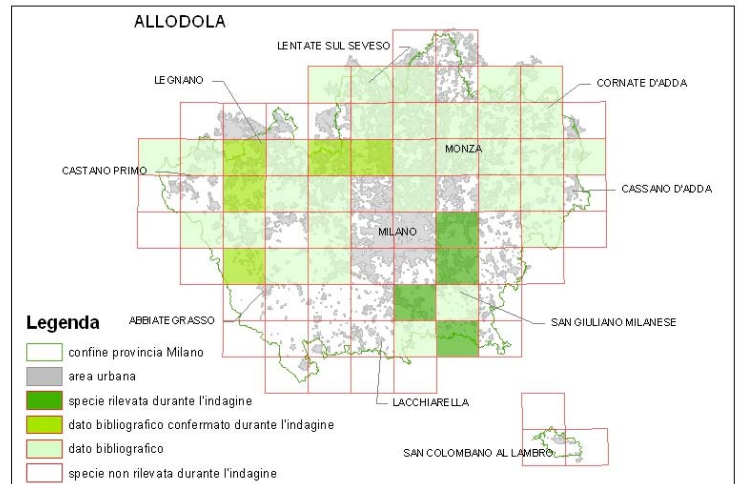 ALLODOLA
LENTATE SUL SEVESO
LEGNANO
CORNATE D'ADDA
MONZA
CASTANO PRIMO
CASSANO D'ADDA
MILANO
ABBIATEGRASSO
SAN GIULIANO MILANESE
LACCHIARELLA
SAN COLOMBANO AL LAMBRO
Legenda
confine provincia Milano
area urbana
specie rilevata durante l'indagine
dato bibliografico confermato durante l'indagine
dato bibliografico
specie non rilevata durante l'indagine